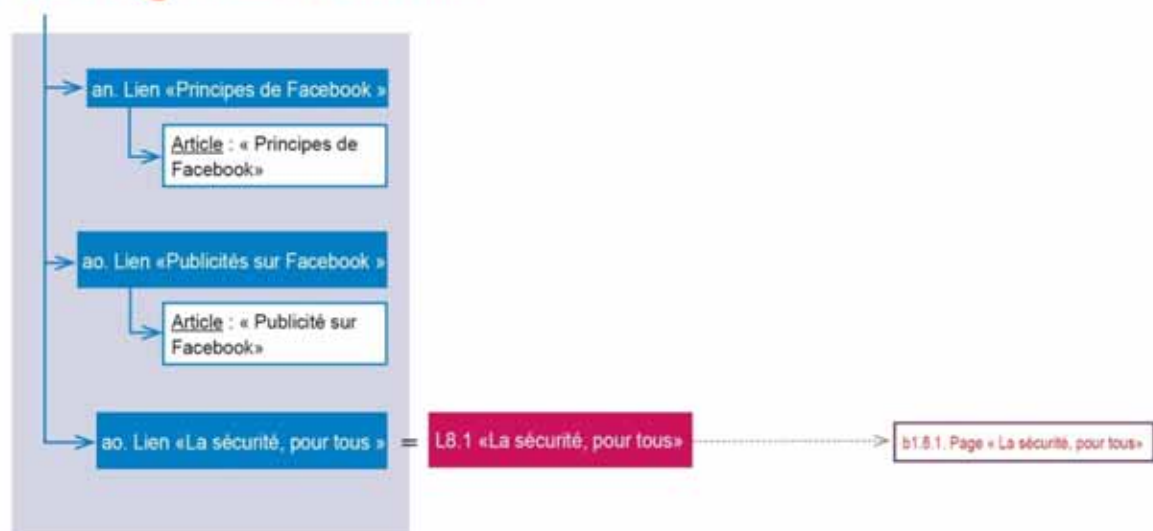 an. Lien «Principes de Facebook »
Article : « Principes de
Facebook»
ao. Lien «Publicités sur Facebook »
Article : « Publicité sur
Facebook»
ao. Lien «La sécurité, pour tous » = L8.1 «La sécurité, pour tous» b1.8.1. Page « La sécurité, pour tous»